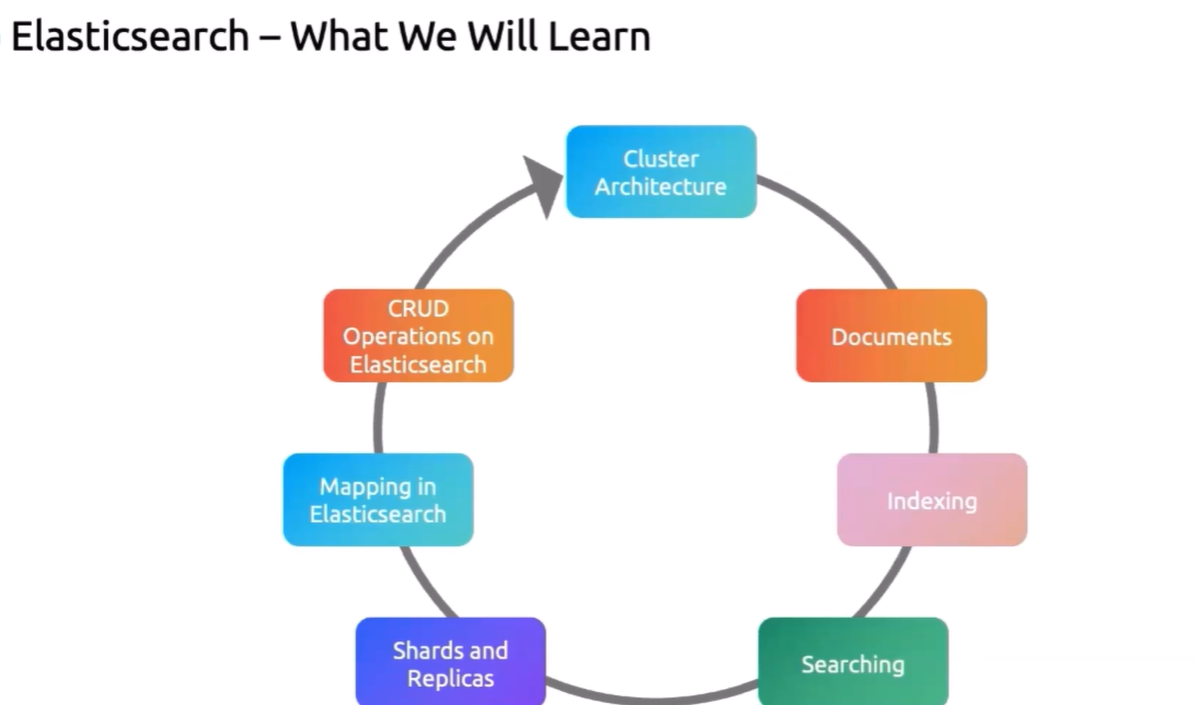 Elasticsearch – What We Will Learn
Cluster
Architecture
Documents
Indexing
Searching
Shards and
Replicas
Mapping in
Elasticsearch
CRUD
Operations on
Elasticsearch